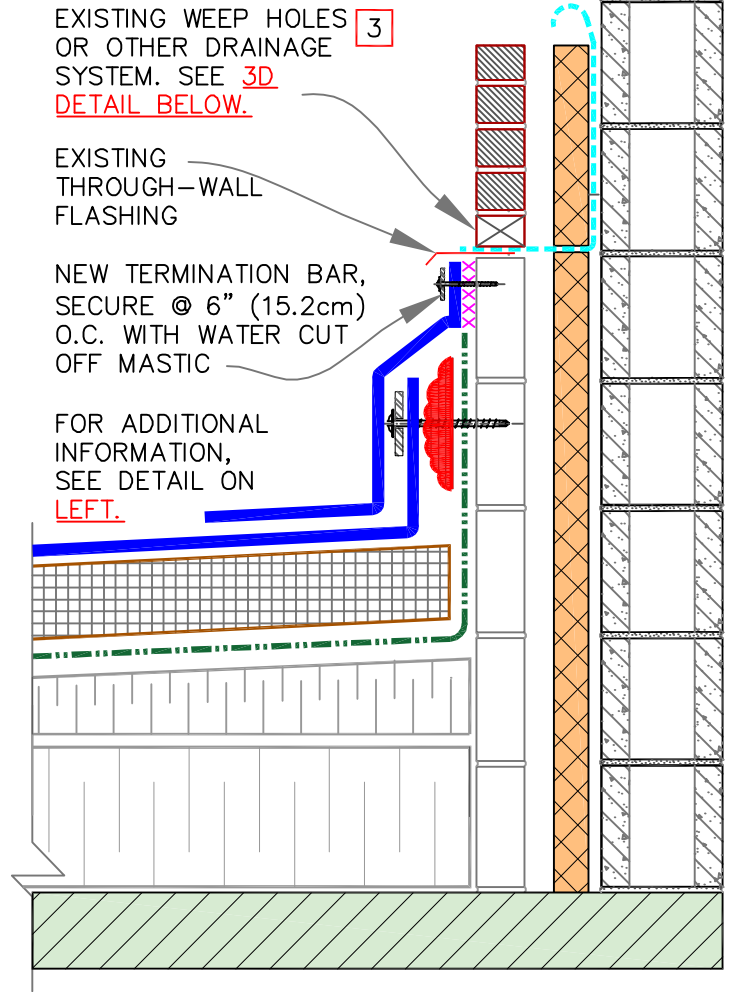 EXISTING WEEP HOLES 3
OR OTHER DRAINAGE
SYSTEM. SEE 3D
DETAIL BELOW.
EXISTING
THROUGH-WALL
FLASHING
NEW TERMINATION BAR,
SECURE @ 6" (15.2cm)
O.C. WITH WATER CUT
OFF MASTIC
FOR ADDITIONAL
INFORMATION,
SEE DETAIL ON
LEFT.